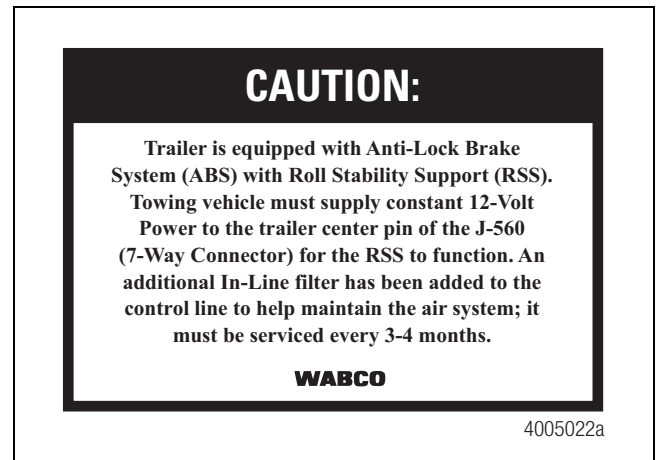 CAUTION:
Trailer is equipped with Anti-Lock Brake
System (ABS) with Roll Stability Support (RSS).
Towing vehicle must supply constant 12-Volt
Power to the trailer center pin of the J-560
(7-Way Connector) for the RSS to function. An
additional In-Line filter has been added to the
control line to help maintain the air system; it
must be serviced every 3-4 months.
WABCO
4005022a